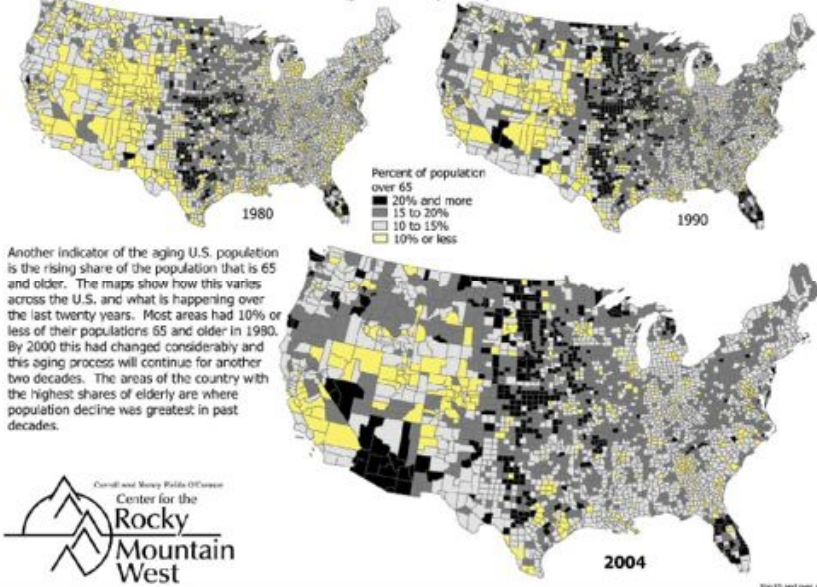 1980
1990
Percent of population
over 65
20% and more
15 to 20%
10 to 15%
10% or less
Another indicator of the aging U.S. population
is the rising share of the population that is 65
and older. The maps show how this varies
across the U.S. and what is happening over
the last twenty years. Most areas had 10% or
less of their populations 65 and older in 1980.
By 2000 this had changed considerably and
this aging process will continue for another
two decades. The areas of the country with
the highest shares of elderly are where
population decline was greatest in past
decades.
2004
Center for the
Rocky
Mountain
West